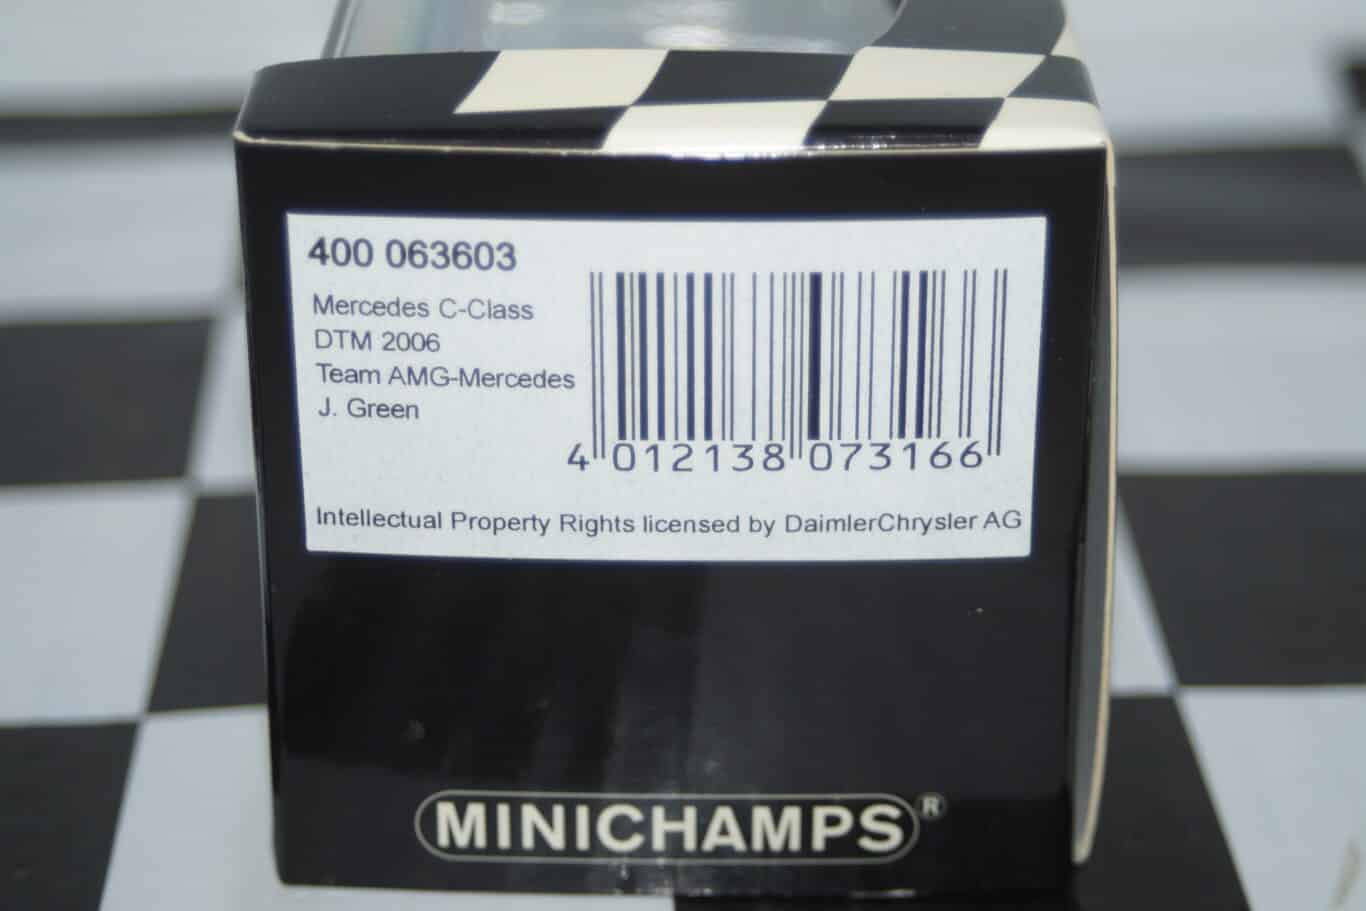 400 063603
Mercedes C-Class
DTM 2006
Team AMG-Mercedes
J. Green
4 012138 073166
Intellectual Property Rights licensed by DaimlerChrysler AG
MINICHAMPS®